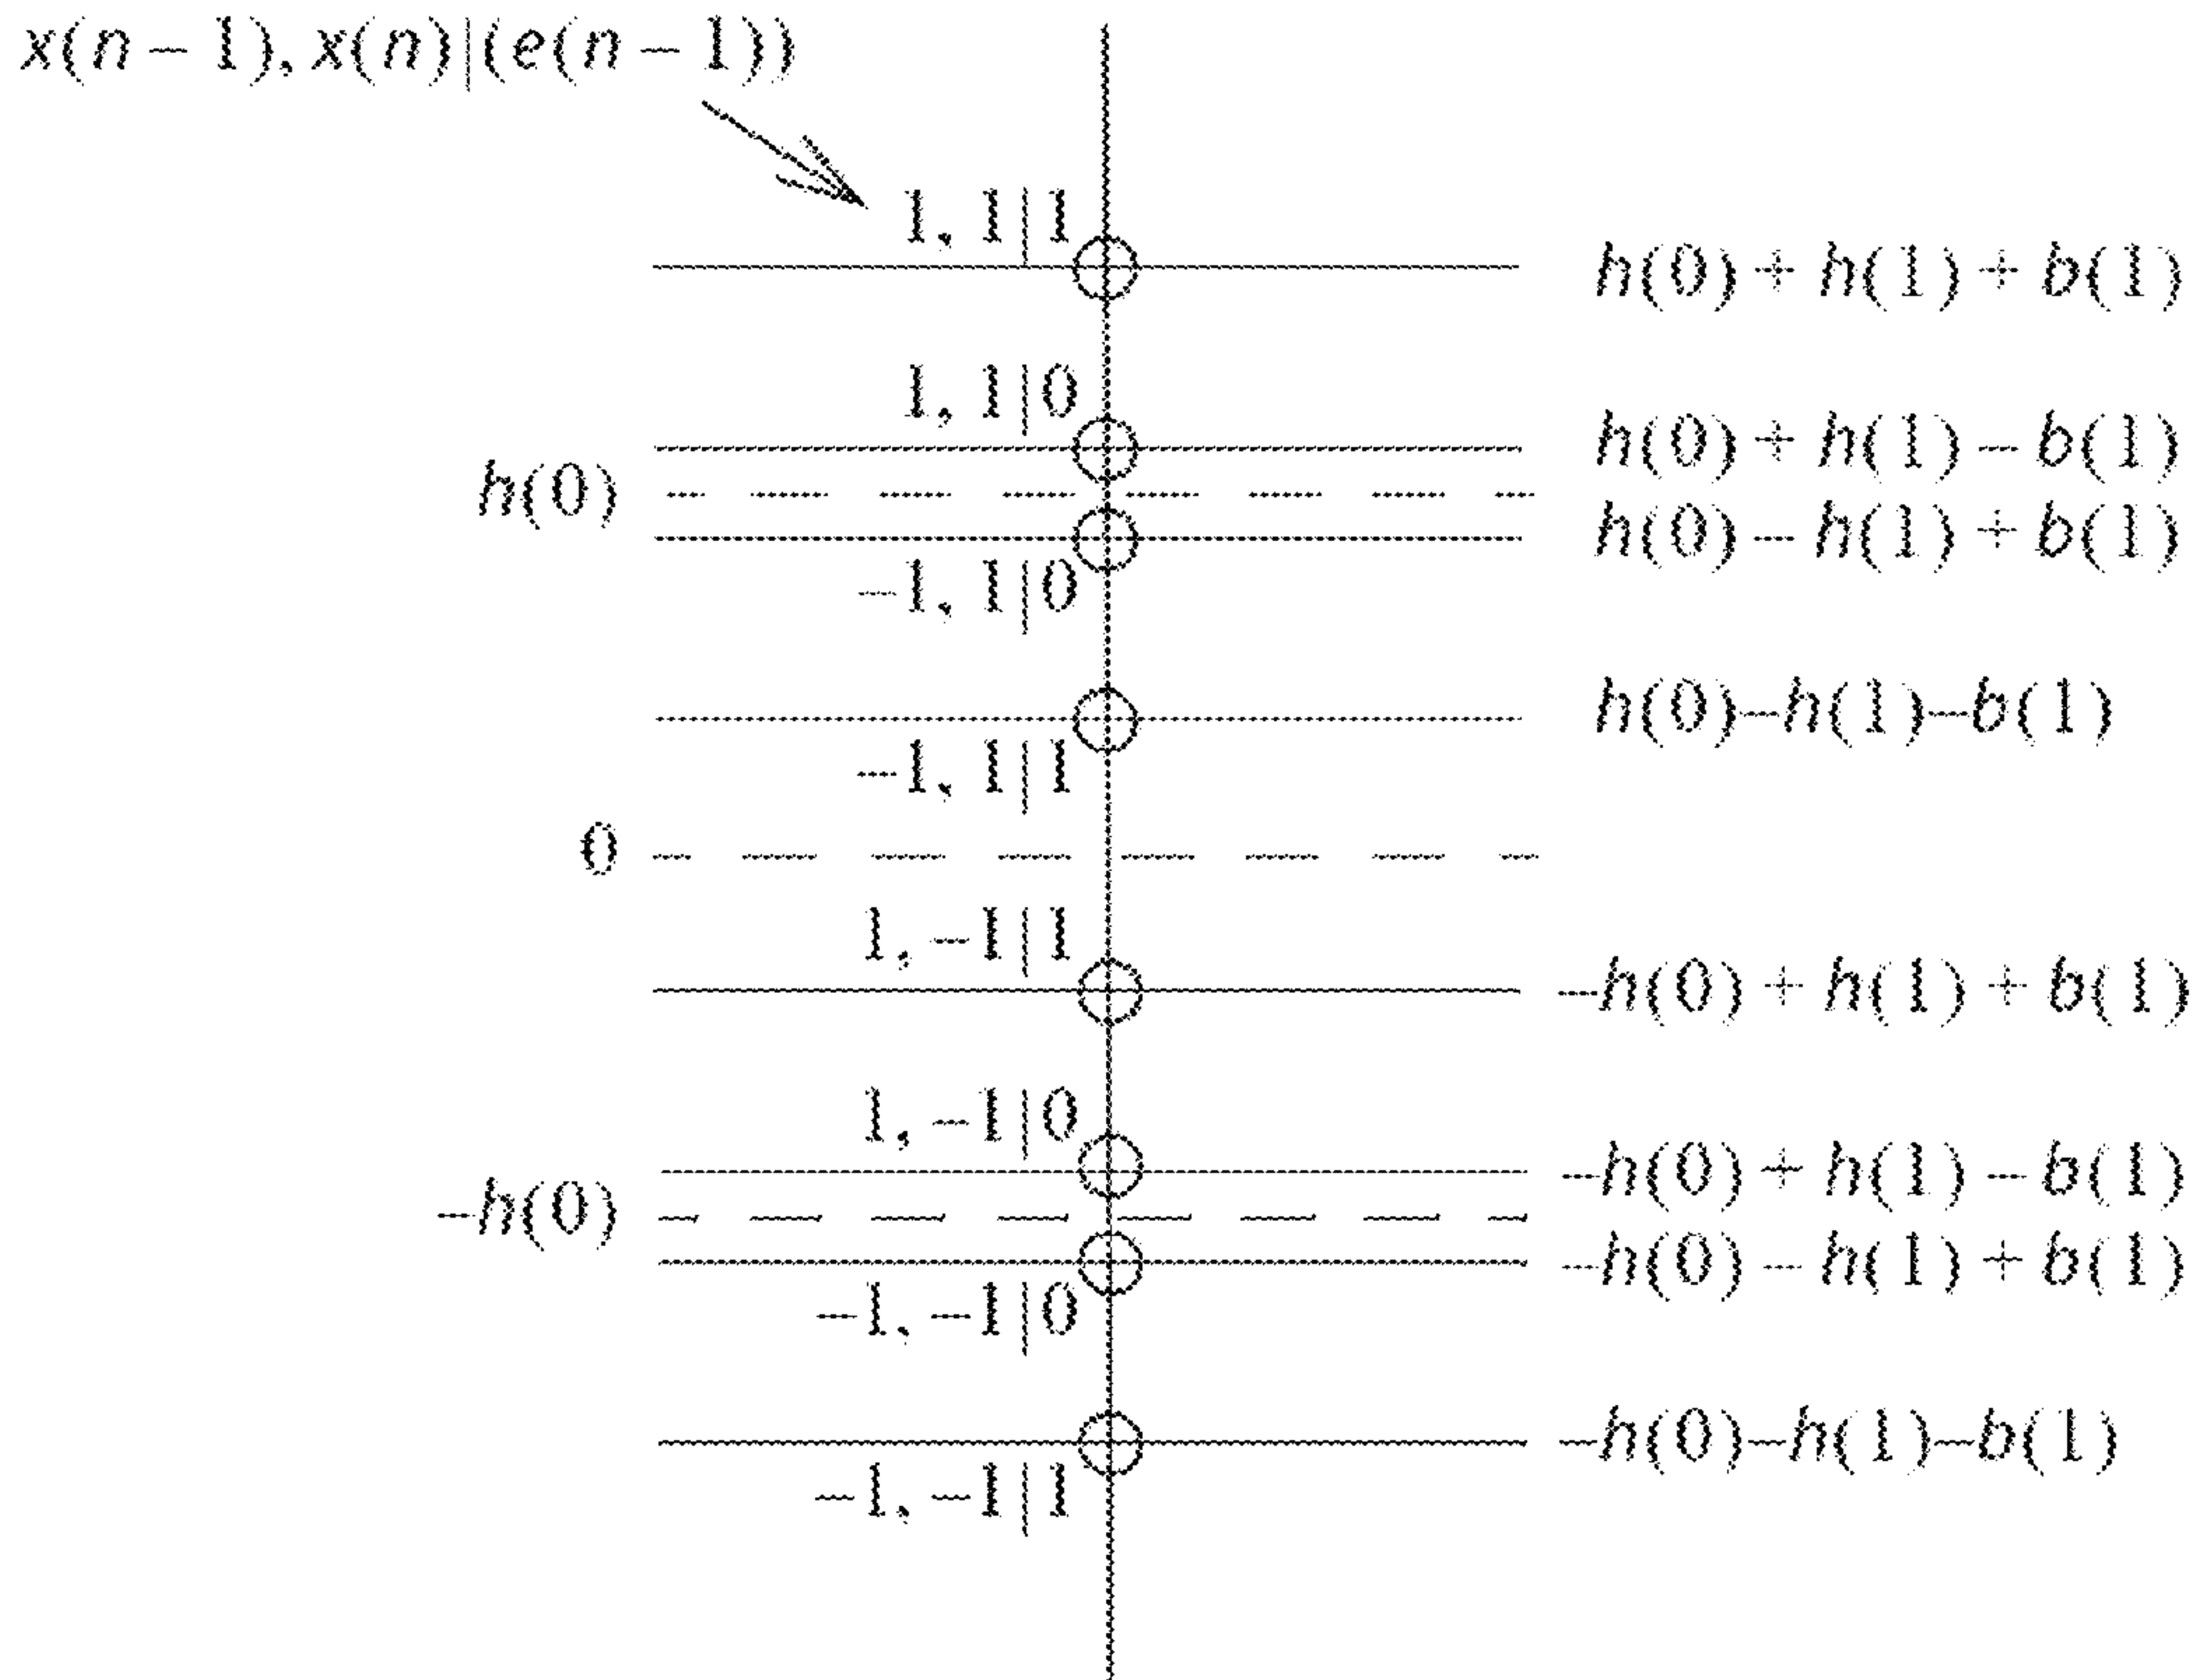 x(n – 1), x(n)|(e(n – 1))
1, 1|1
h(0) + h(1) + b(1)
1, 1|0
h(0) + h(1) – b(1)
h(0)
h(0) – h(1) + b(1)
–1, 1|0
h(0)–h(1)–b(1)
–1, 1|1
0
1, –1|1
–h(0) + h(1) + b(1)
1, –1|0
–h(0) + h(1) – b(1)
–h(0)
–h(0) – h(1) + b(1)
–1, –1|0
–h(0)–h(1)–b(1)
–1, –1|1